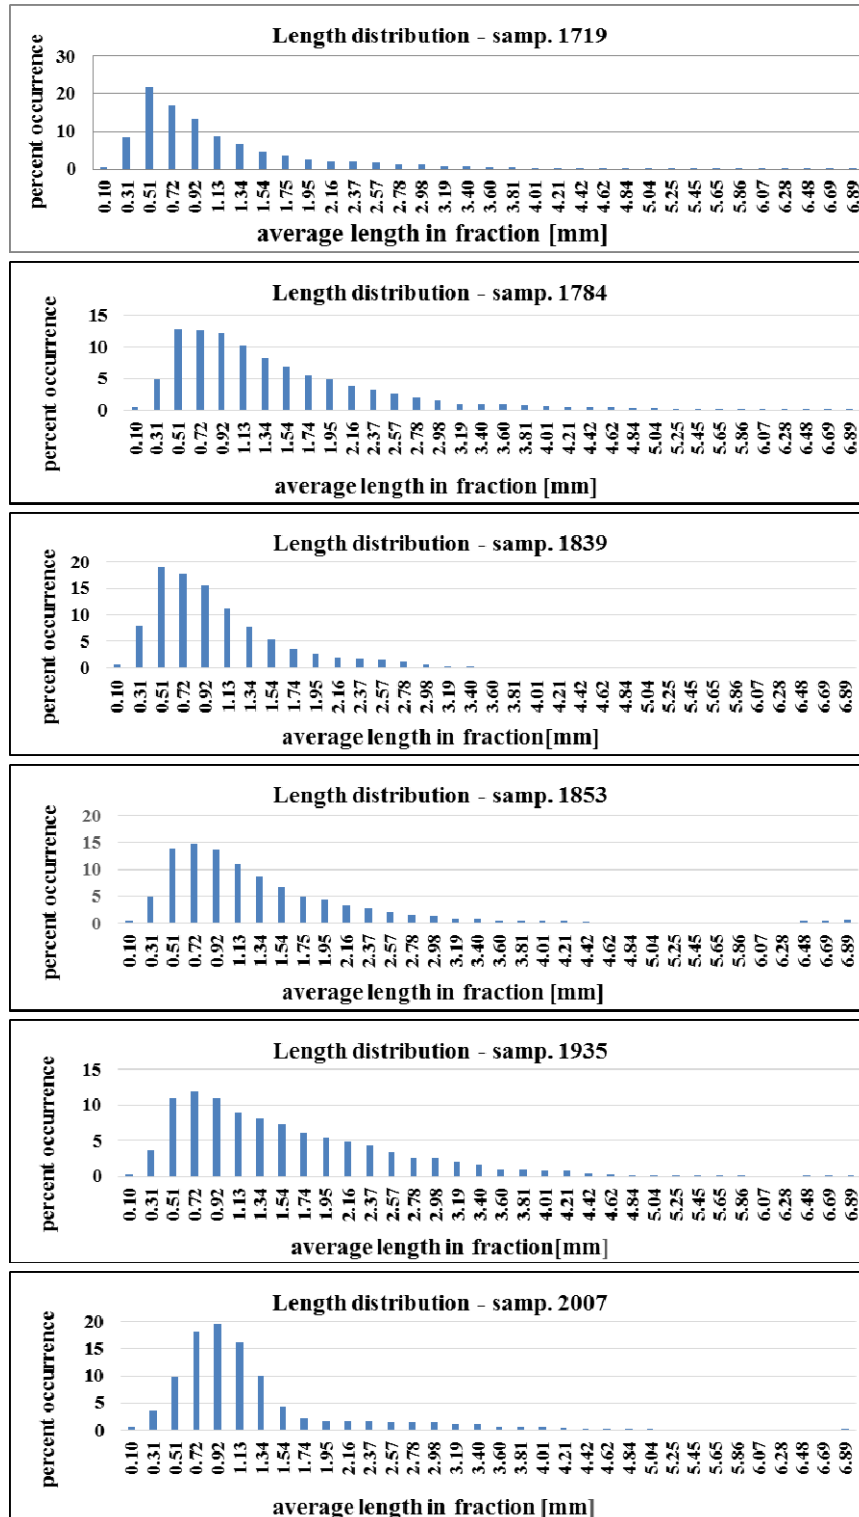 Length distribution - samp. 1719
percent occurrence
30
20
10
0
0.10 0.31 0.51 0.72 0.92 1.13 1.34 1.54 1.75 1.95 2.16 2.37 2.57 2.78 2.98 3.19 3.40 3.60 3.81 4.01 4.21 4.42 4.62 4.84 5.04 5.25 5.45 5.65 5.86 6.07 6.28 6.48 6.69 6.89
average length in fraction [mm]
Length distribution - samp. 1784
percent occurrence
15
10
5
0
0.10 0.31 0.51 0.72 0.92 1.13 1.34 1.54 1.74 1.95 2.16 2.37 2.57 2.78 2.98 3.19 3.40 3.60 3.81 4.01 4.21 4.42 4.62 4.84 5.04 5.25 5.45 5.65 5.86 6.07 6.28 6.48 6.69 6.89
average length in fraction [mm]
Length distribution - samp. 1839
percent occurrence
20
15
10
5
0
0.10 0.31 0.51 0.72 0.92 1.13 1.34 1.54 1.74 1.95 2.16 2.37 2.57 2.78 2.98 3.19 3.40 3.60 3.81 4.01 4.21 4.42 4.62 4.84 5.04 5.25 5.45 5.65 5.86 6.07 6.28 6.48 6.69 6.89
average length in fraction[mm]
Length distribution - samp. 1853
percent occurrence
20
15
10
5
0
0.10 0.31 0.51 0.72 0.92 1.13 1.34 1.54 1.75 1.95 2.16 2.37 2.57 2.78 2.98 3.19 3.40 3.60 3.81 4.01 4.21 4.42 4.62 4.84 5.04 5.25 5.45 5.65 5.86 6.07 6.28 6.48 6.69 6.89
average length in fraction [mm]
Length distribution - samp. 1935
percent occurrence
15
10
5
0
0.10 0.31 0.51 0.72 0.92 1.13 1.34 1.54 1.74 1.95 2.16 2.37 2.57 2.78 2.98 3.19 3.40 3.60 3.81 4.01 4.21 4.42 4.62 4.84 5.04 5.25 5.45 5.65 5.86 6.07 6.28 6.48 6.69 6.89
average length in fraction[mm]
Length distribution - samp. 2007
percent occurrence
20
15
10
5
0
0.10 0.31 0.51 0.72 0.92 1.13 1.34 1.54 1.74 1.95 2.16 2.37 2.57 2.78 2.98 3.19 3.40 3.60 3.81 4.01 4.21 4.42 4.62 4.84 5.04 5.25 5.45 5.65 5.86 6.07 6.28 6.48 6.69 6.89
average length in fraction [mm]